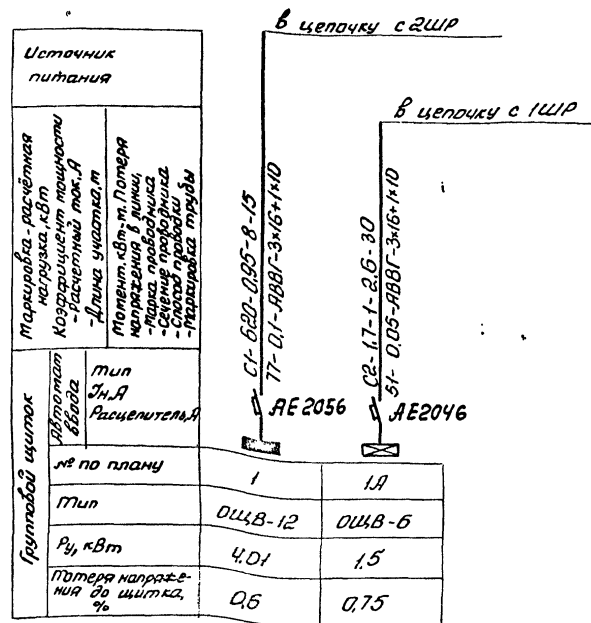 в цепочку с 2ШР
в цепочку с 1ШР
Источник
питания
Маркировка-расчётная
нагрузка, кВт
Коэффициент мощности
-Расчетный ток, А
-Длина участка, м
Момент, кВт-м. Потеря
напряжения в линии,
-Марка проводника
-Сечение проводника
-Способ проводки
-Маркировка трубы
С1-6.20-0.95-8-15
77-0,1-АВВГ-3×16+1×10
С2-1,7-1-2,6-30
51-0,05-АВВГ-3×16+1×10
Групповой щиток
Автомат
ввода
Тип
Iн, А
Расцепитель, А
АЕ2056
АЕ2046
№ по плану
1
1А
Тип
ОЩВ-12
ОЩВ-6
Ру, кВт
4.01
1.5
Потеря напряже-
ния до щитка,
%
0,6
0,75